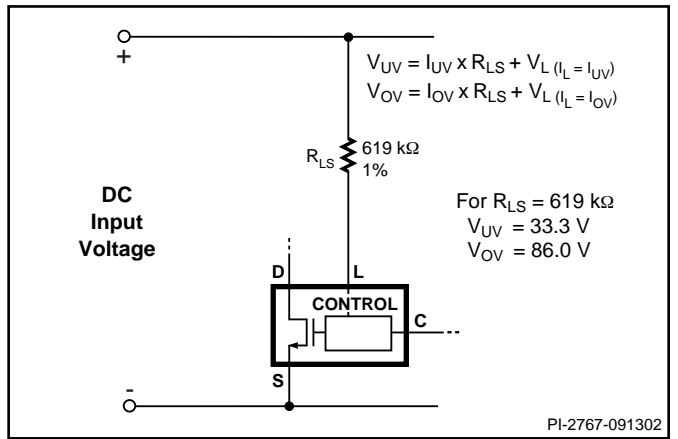 +
V_UV = I_UV x R_LS + V_L (I_L = I_UV)
V_OV = I_OV x R_LS + V_L (I_L = I_OV)
R_LS
619 kΩ
1%
DC
Input
Voltage
For R_LS = 619 kΩ
V_UV = 33.3 V
V_OV = 86.0 V
D
L
CONTROL
C
S
-
PI-2767-091302